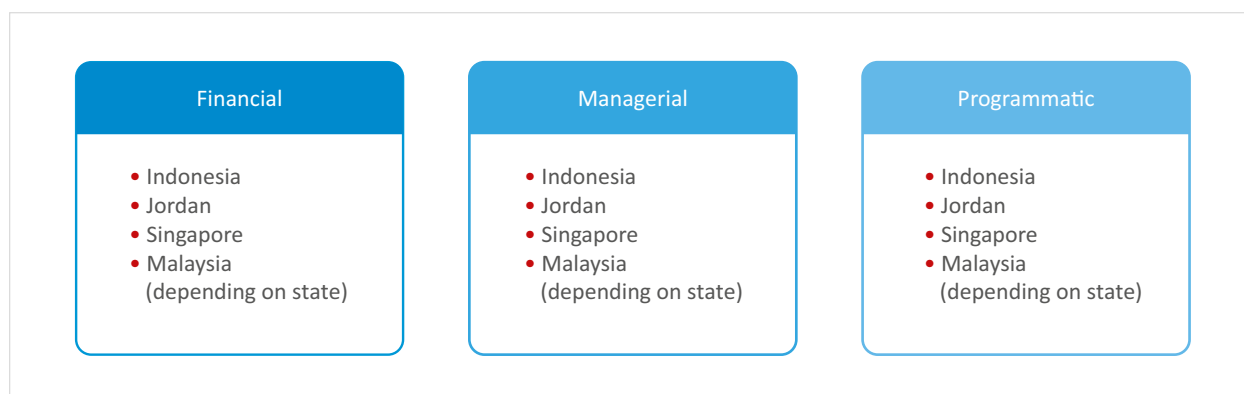 Financial
• Indonesia
• Jordan
• Singapore
• Malaysia
(depending on state)
Managerial
• Indonesia
• Jordan
• Singapore
• Malaysia
(depending on state)
Programmatic
• Indonesia
• Jordan
• Singapore
• Malaysia
(depending on state)